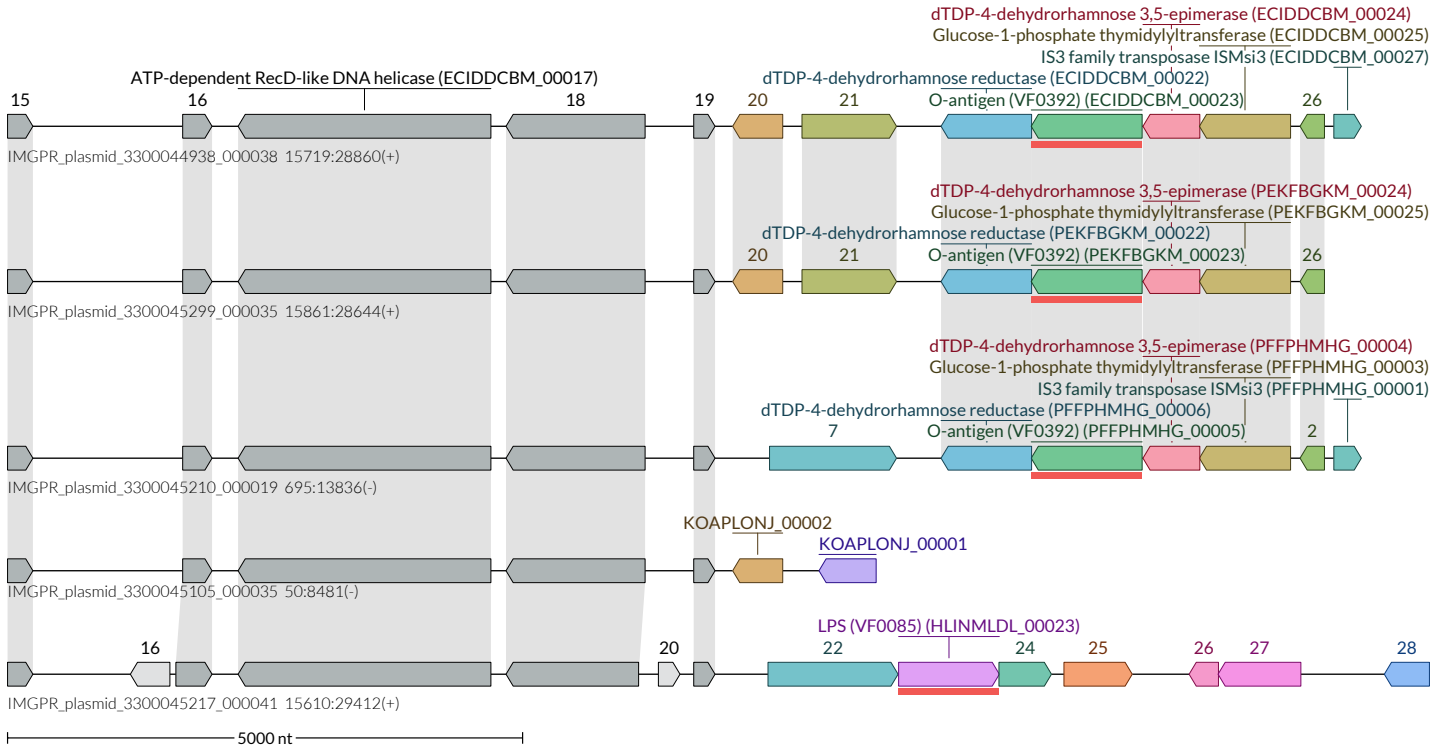 dTDP-4-dehydrorhamnose 3,5-epimerase (ECIDDCBM_00024)
Glucose-1-phosphate thymidylyltransferase (ECIDDCBM_00025)
IS3 family transposase ISMsi3 (ECIDDCBM_00027)
ATP-dependent RecD-like DNA helicase (ECIDDCBM_00017) dTDP-4-dehydrorhamnose reductase (ECIDDCBM_00022)
15 16 18 19 20 21 O-antigen (VF0392) (ECIDDCBM_00023) 26
IMGPR_plasmid_3300044938_000038 15719:28860(+)
dTDP-4-dehydrorhamnose 3,5-epimerase (PEKFBGKM_00024)
Glucose-1-phosphate thymidylyltransferase (PEKFBGKM_00025)
dTDP-4-dehydrorhamnose reductase (PEKFBGKM_00022)
20 21 O-antigen (VF0392) (PEKFBGKM_00023) 26
IMGPR_plasmid_3300045299_000035 15861:28644(+)
dTDP-4-dehydrorhamnose 3,5-epimerase (PFFPHMHG_00004)
Glucose-1-phosphate thymidylyltransferase (PFFPHMHG_00003)
IS3 family transposase ISMsi3 (PFFPHMHG_00001)
dTDP-4-dehydrorhamnose reductase (PFFPHMHG_00006)
7 O-antigen (VF0392) (PFFPHMHG_00005) 2
IMGPR_plasmid_3300045210_000019 695:13836(-)
KOAPLONJ_00002
KOAPLONJ_00001
IMGPR_plasmid_3300045105_000035 50:8481(-)
LPS (VF0085) (HLINMLDL_00023)
16 20 22 24 25 26 27 28
IMGPR_plasmid_3300045217_000041 15610:29412(+)
5000 nt